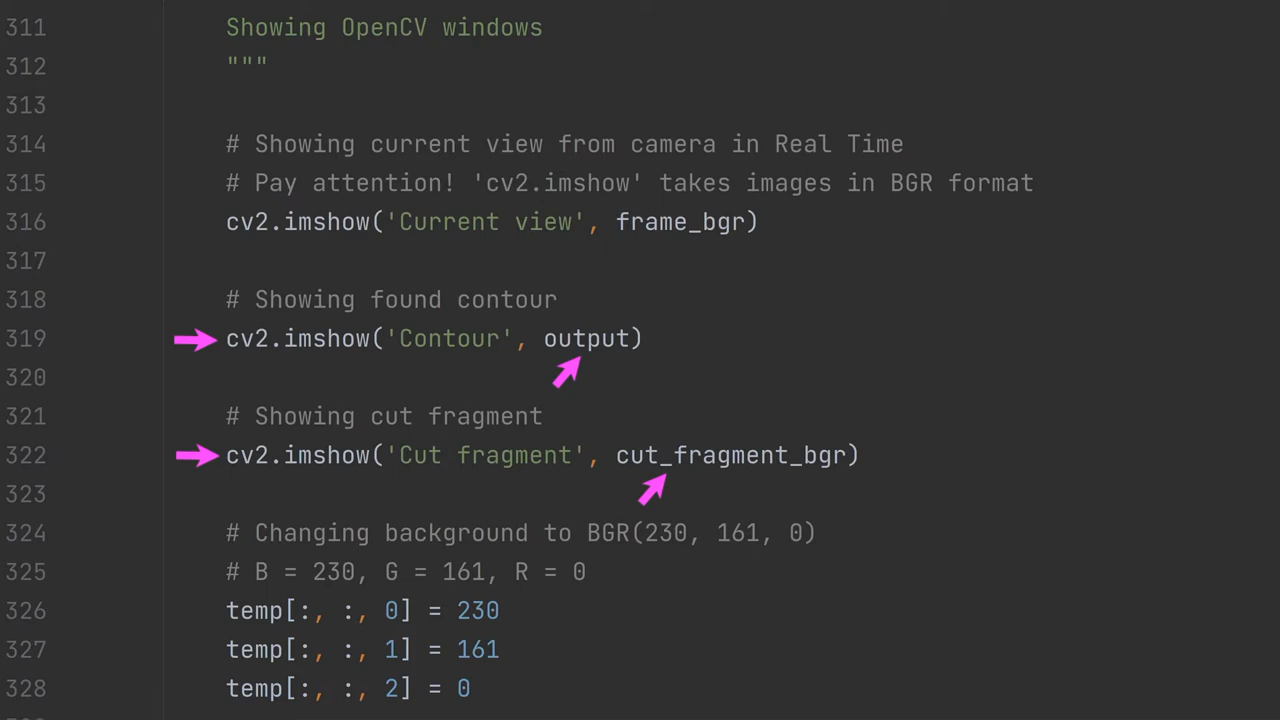 311 Showing OpenCV windows
312 """
313
314 # Showing current view from camera in Real Time
315 # Pay attention! 'cv2.imshow' takes images in BGR format
316 cv2.imshow('Current view', frame_bgr)
317
318 # Showing found contour
319 cv2.imshow('Contour', output)
320
321 # Showing cut fragment
322 cv2.imshow('Cut fragment', cut_fragment_bgr)
323
324 # Changing background to BGR(230, 161, 0)
325 # B = 230, G = 161, R = 0
326 temp[:, :, 0] = 230
327 temp[:, :, 1] = 161
328 temp[:, :, 2] = 0